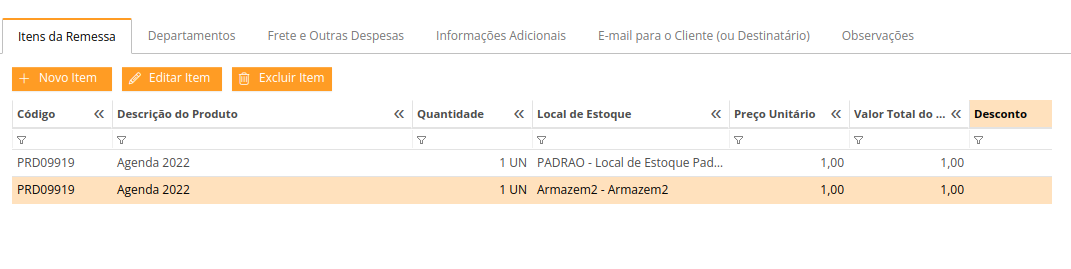 Itens da Remessa Departamentos Frete e Outras Despesas Informações Adicionais E-mail para o Cliente (ou Destinatário) Observações
Novo Item Editar Item Excluir Item
Código Descrição do Produto Quantidade Local de Estoque Preço Unitário Valor Total do ... Desconto
PRD09919 Agenda 2022 1 UN PADRAO - Local de Estoque Pad... 1,00 1,00
PRD09919 Agenda 2022 1 UN Armazem2 - Armazem2 1,00 1,00